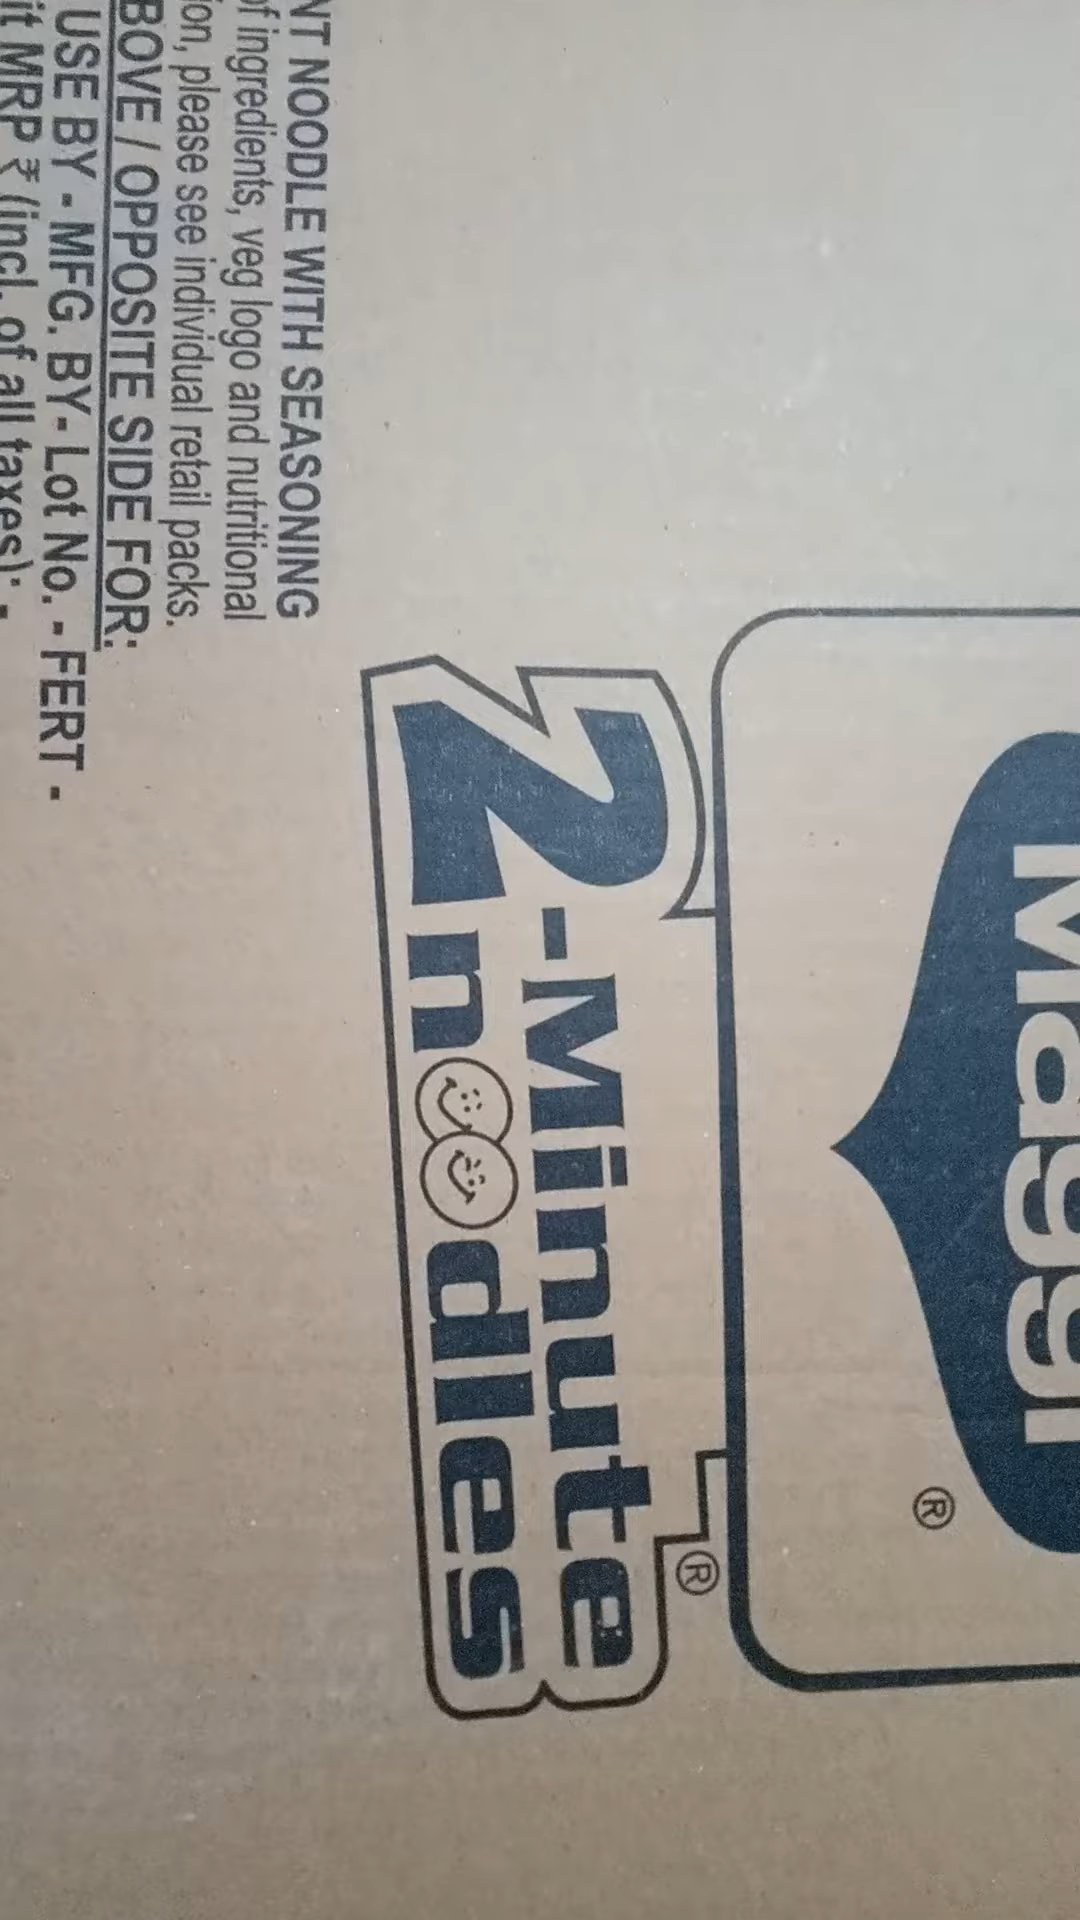 Maggi ®
2-Minute ®
noodles
NT NOODLE WITH SEASONING
of ingredients, veg logo and nutritional
ion, please see individual retail packs.
BOVE / OPPOSITE SIDE FOR:
USE BY - MFG. BY- Lot No. - FERT -
it MRP ₹ (incl. of all taxes): -